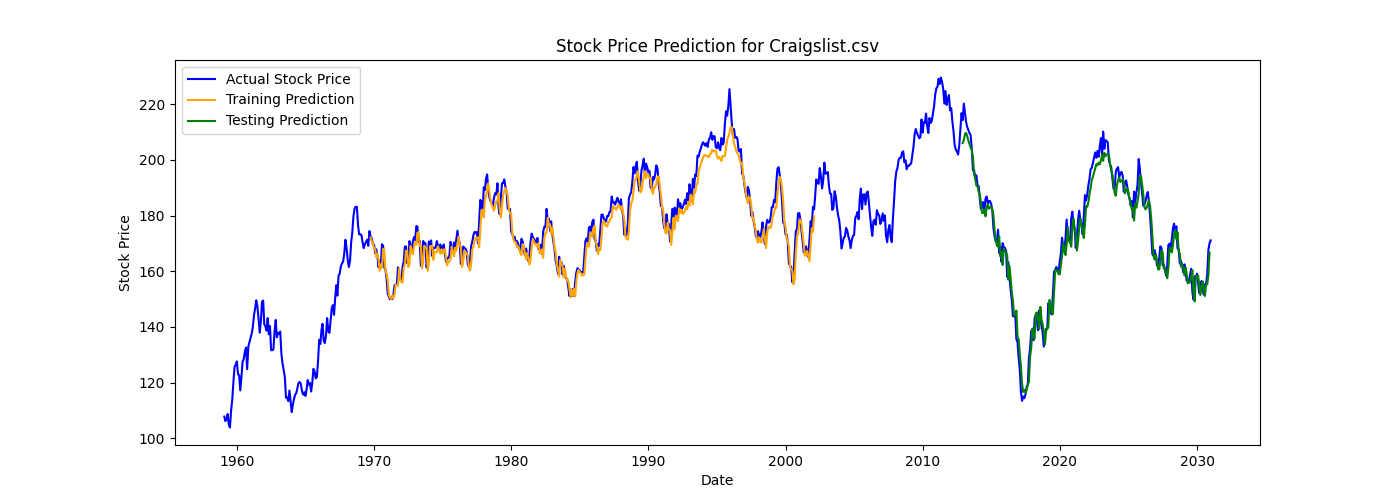 Stock Price Prediction for Craigslist.csv
Actual Stock Price
Training Prediction
Testing Prediction
Stock Price
220
200
180
160
140
120
100
1960 1970 1980 1990 2000 2010 2020 2030
Date